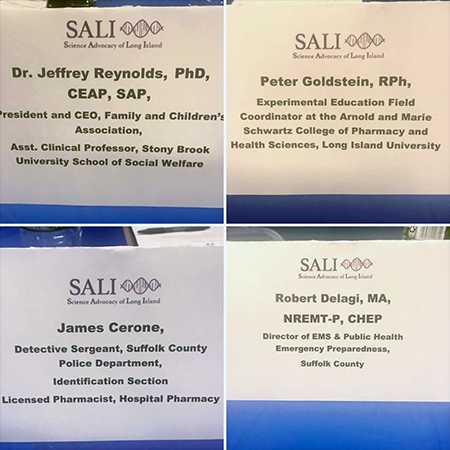 SALI
Science Advocacy of Long Island
Dr. Jeffrey Reynolds, PhD,
CEAP, SAP,
President and CEO, Family and Children's
Association,
Asst. Clinical Professor, Stony Brook
University School of Social Welfare
SALI
Science Advocacy of Long Island
Peter Goldstein, RPh,
Experimental Education Field
Coordinator at the Arnold and Marie
Schwartz College of Pharmacy and
Health Sciences, Long Island University
SALI
Science Advocacy of Long Island
James Cerone,
Detective Sergeant, Suffolk County
Police Department,
Identification Section
Licensed Pharmacist, Hospital Pharmacy
SALI
Science Advocacy of Long Island
Robert Delagi, MA,
NREMT-P, CHEP
Director of EMS & Public Health
Emergency Preparedness,
Suffolk County